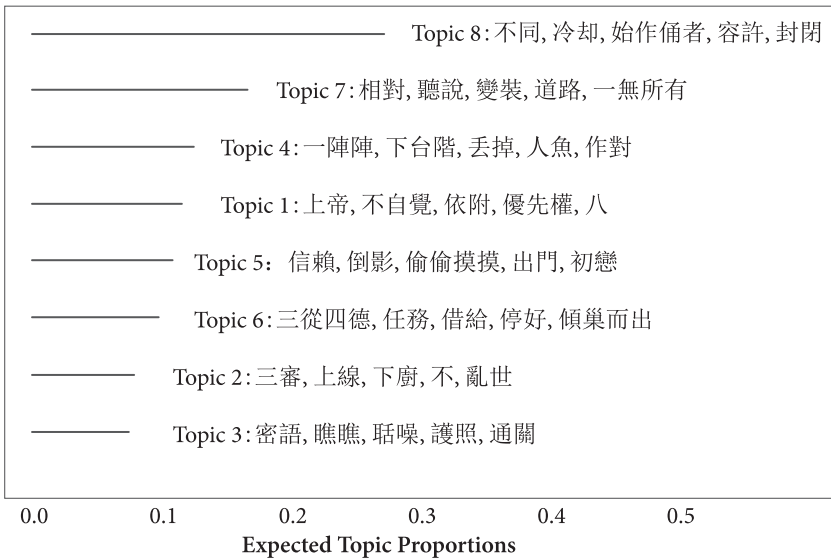 Topic 8: 不同, 冷却, 始作俑者, 容許, 封閉
Topic 7: 相對, 聽說, 變裝, 道路, 一無所有
Topic 4: 一陣陣, 下台階, 丢掉, 人魚, 作對
Topic 1: 上帝, 不自覺, 依附, 優先權, 八
Topic 5： 信賴, 倒影, 偷偷摸摸, 出門, 初戀
Topic 6: 三從四德, 任務, 借給, 停好, 傾巢而出
Topic 2: 三審, 上線, 下廚, 不, 亂世
Topic 3: 密語, 瞧瞧, 聒噪, 護照, 通關
0.0 0.1 0.2 0.3 0.4 0.5
Expected Topic Proportions